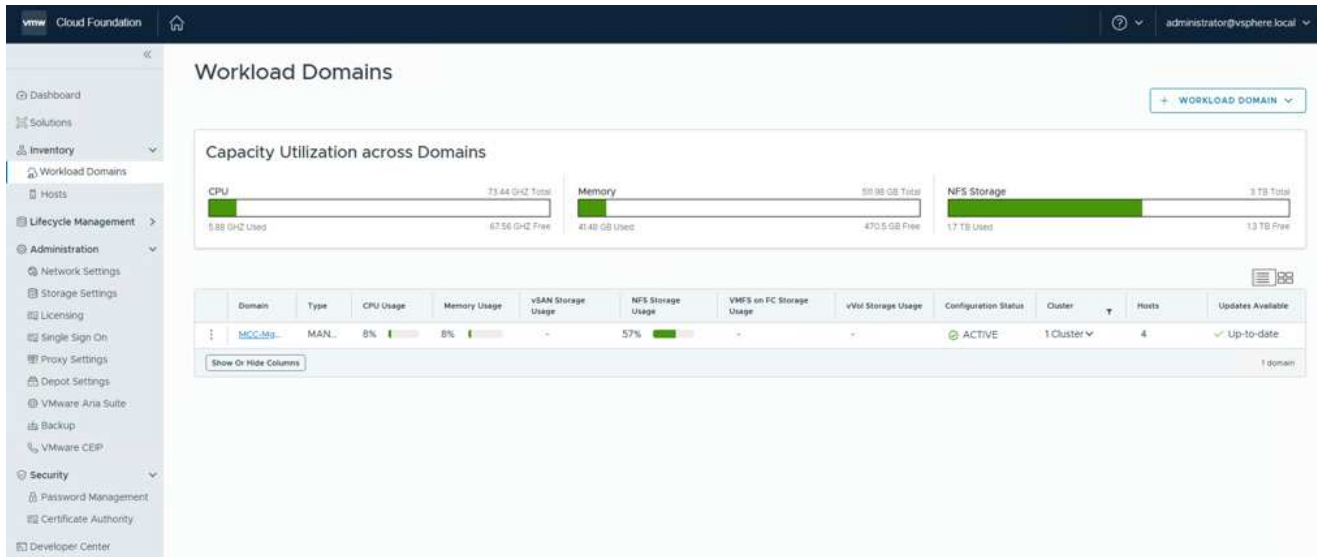 vmw Cloud Foundation
administrator@vsphere.local
Dashboard
Solutions
Inventory
Workload Domains
Hosts
Lifecycle Management
Administration
Network Settings
Storage Settings
Licensing
Single Sign On
Proxy Settings
Depot Settings
VMware Aria Suite
Backup
VMware CEIP
Security
Password Management
Certificate Authority
Developer Center
Workload Domains
+ WORKLOAD DOMAIN
Capacity Utilization across Domains
CPU 73.44 GHZ Total
5.88 GHZ Used 67.56 GHZ Free
Memory 511.98 GB Total
41.48 GB Used 470.5 GB Free
NFS Storage 3 TB Total
1.7 TB Used 1.3 TB Free
Domain Type CPU Usage Memory Usage vSAN Storage Usage NFS Storage Usage VMFS on FC Storage Usage vVol Storage Usage Configuration Status Cluster Hosts Updates Available
MCC-Mg... MAN... 8% 8% - 57% - - ACTIVE 1 Cluster 4 Up-to-date
Show Or Hide Columns 1 domain